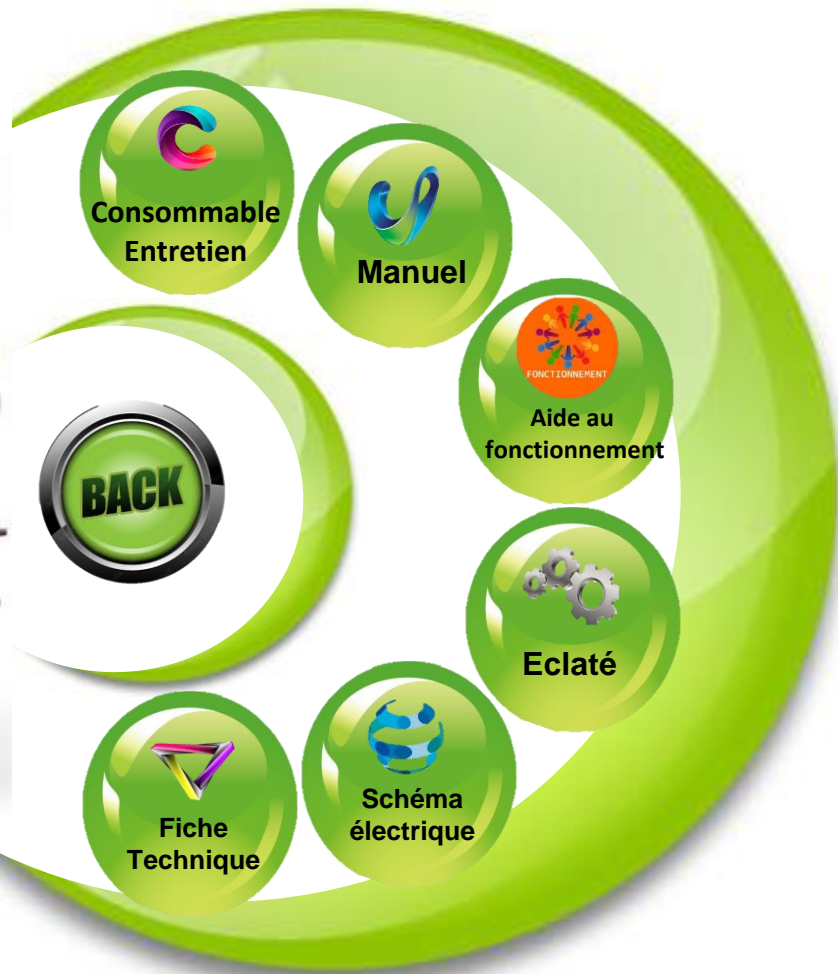 Consommable
Entretien
Manuel
FONCTIONNEMENT
Aide au
fonctionnement
BACK
Eclaté
Schéma
électrique
Fiche
Technique